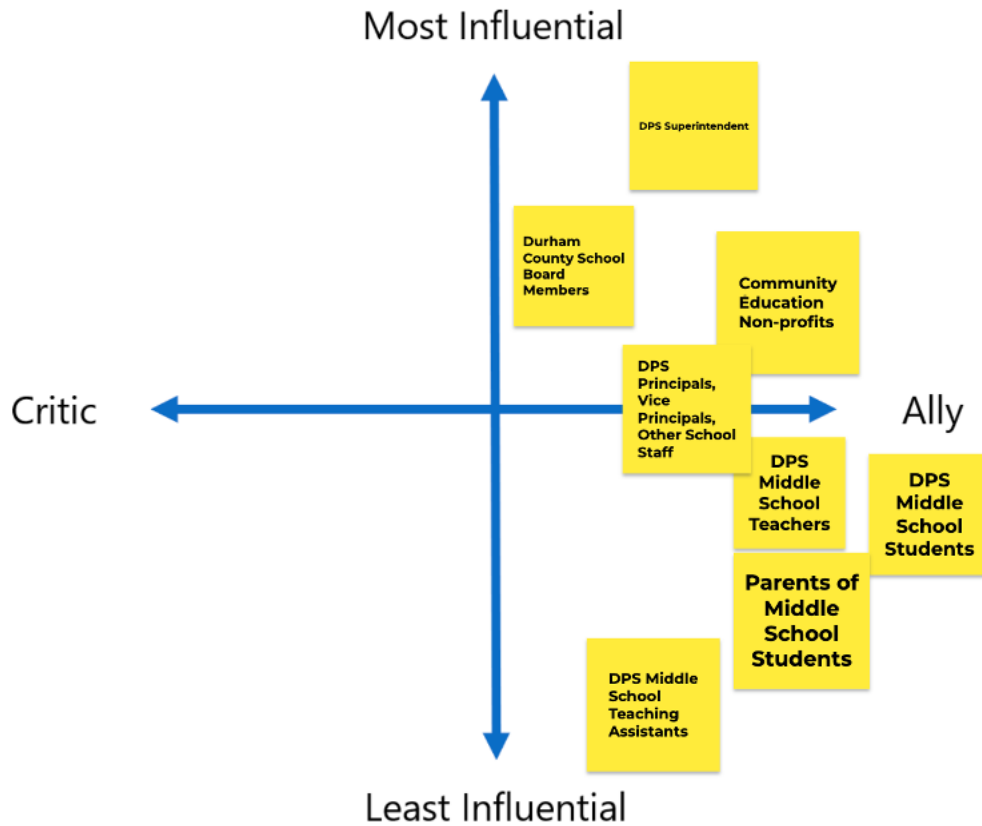 Most Influential
DPS Superintendent
Durham
County School
Board
Members
Community
Education
Non-profits
Critic
DPS
Principals,
Vice
Principals,
Other School
Staff
Ally
DPS
Middle
School
Teachers
DPS
Middle
School
Students
Parents of
Middle
School
Students
DPS Middle
School
Teaching
Assistants
Least Influential